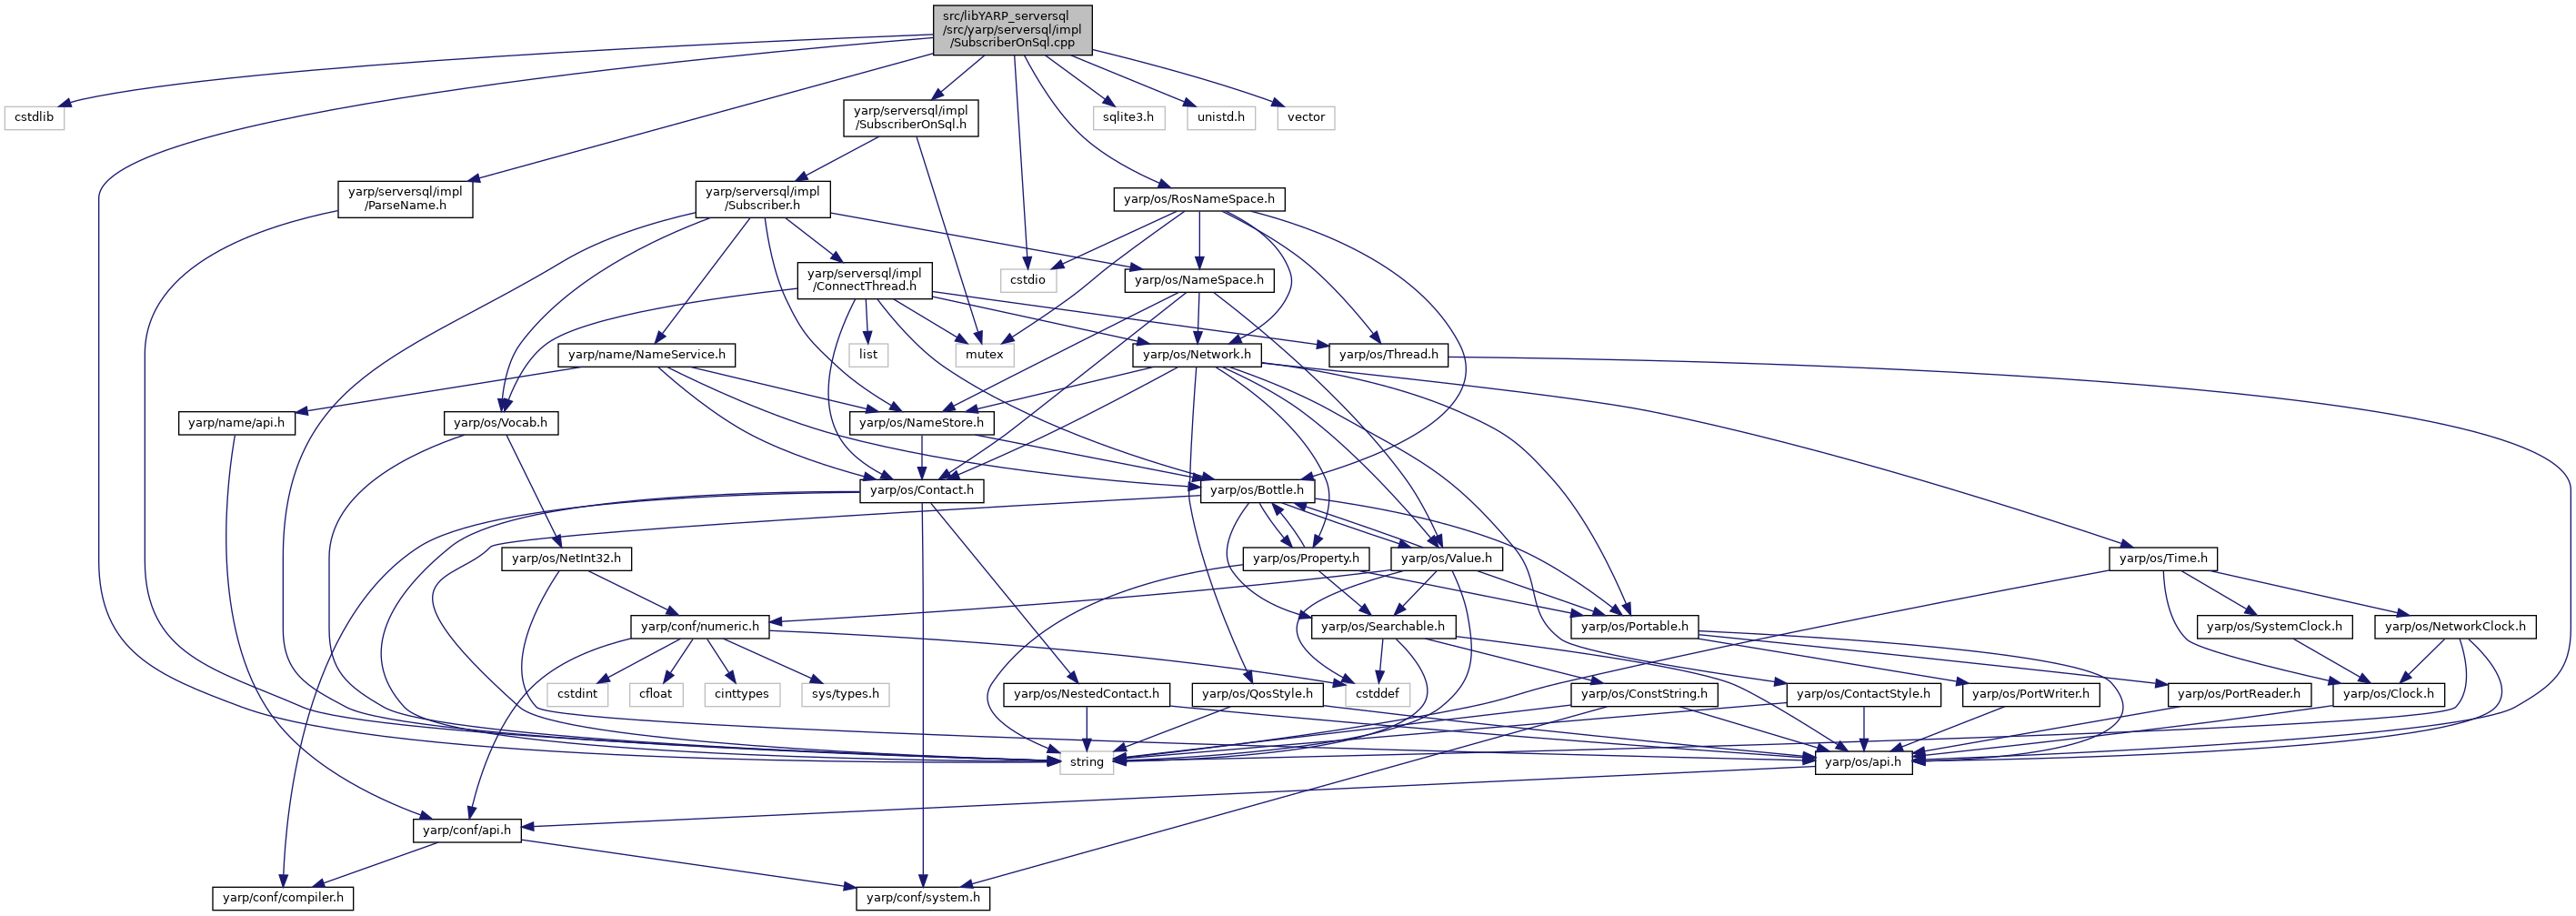 src/libYARP_serversql
/src/yarp/serversql/impl
/SubscriberOnSql.cpp
cstdlib
yarp/serversql/impl
/SubscriberOnSql.h
sqlite3.h
unistd.h
vector
yarp/serversql/impl
/ParseName.h
yarp/serversql/impl
/Subscriber.h
yarp/os/RosNameSpace.h
yarp/serversql/impl
/ConnectThread.h
cstdio
yarp/os/NameSpace.h
yarp/name/NameService.h
list
mutex
yarp/os/Network.h
yarp/os/Thread.h
yarp/name/api.h
yarp/os/Vocab.h
yarp/os/NameStore.h
yarp/os/Contact.h
yarp/os/Bottle.h
yarp/os/NetInt32.h
yarp/os/Property.h
yarp/os/Value.h
yarp/os/Time.h
yarp/conf/numeric.h
yarp/os/Searchable.h
yarp/os/Portable.h
yarp/os/SystemClock.h
yarp/os/NetworkClock.h
cstdint
cfloat
cinttypes
sys/types.h
yarp/os/NestedContact.h
yarp/os/QosStyle.h
cstddef
yarp/os/ConstString.h
yarp/os/ContactStyle.h
yarp/os/PortWriter.h
yarp/os/PortReader.h
yarp/os/Clock.h
string
yarp/os/api.h
yarp/conf/api.h
yarp/conf/compiler.h
yarp/conf/system.h